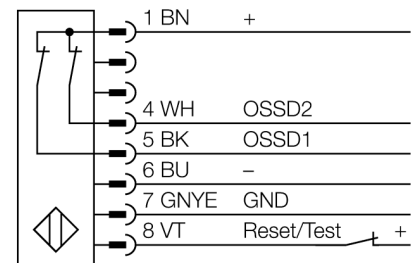 1 BN +
4 WH OSSD2
5 BK OSSD1
6 BU –
7 GNYE GND
8 VT Reset/Test +